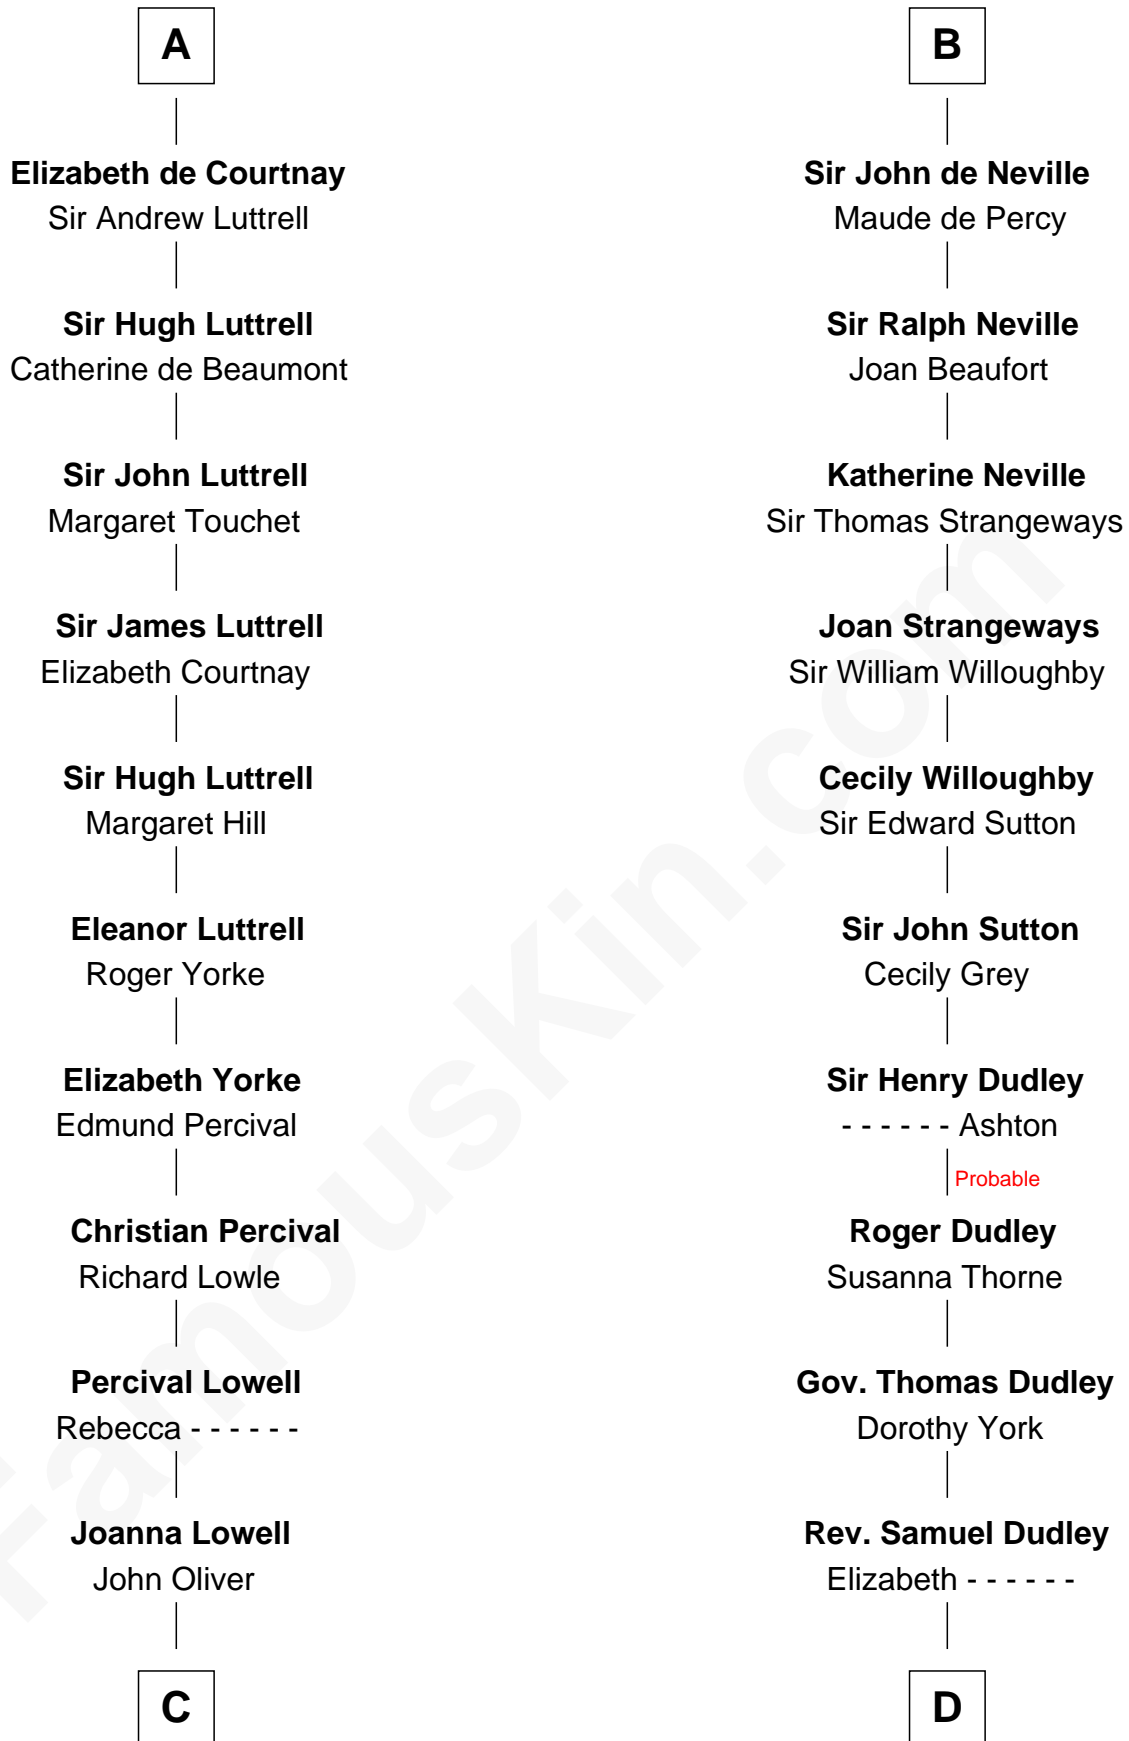 A
Elizabeth de Courtnay
Sir Andrew Luttrell
Sir Hugh Luttrell
Catherine de Beaumont
Sir John Luttrell
Margaret Touchet
Sir James Luttrell
Elizabeth Courtnay
Sir Hugh Luttrell
Margaret Hill
Eleanor Luttrell
Roger Yorke
Elizabeth Yorke
Edmund Percival
Christian Percival
Richard Lowle
Percival Lowell
Rebecca - - - - - -
Joanna Lowell
John Oliver
C
B
Sir John de Neville
Maude de Percy
Sir Ralph Neville
Joan Beaufort
Katherine Neville
Sir Thomas Strangeways
Joan Strangeways
Sir William Willoughby
Cecily Willoughby
Sir Edward Sutton
Sir John Sutton
Cecily Grey
Sir Henry Dudley
- - - - - - Ashton
Probable
Roger Dudley
Susanna Thorne
Gov. Thomas Dudley
Dorothy York
Rev. Samuel Dudley
Elizabeth - - - - - -
D
FamousKin.com